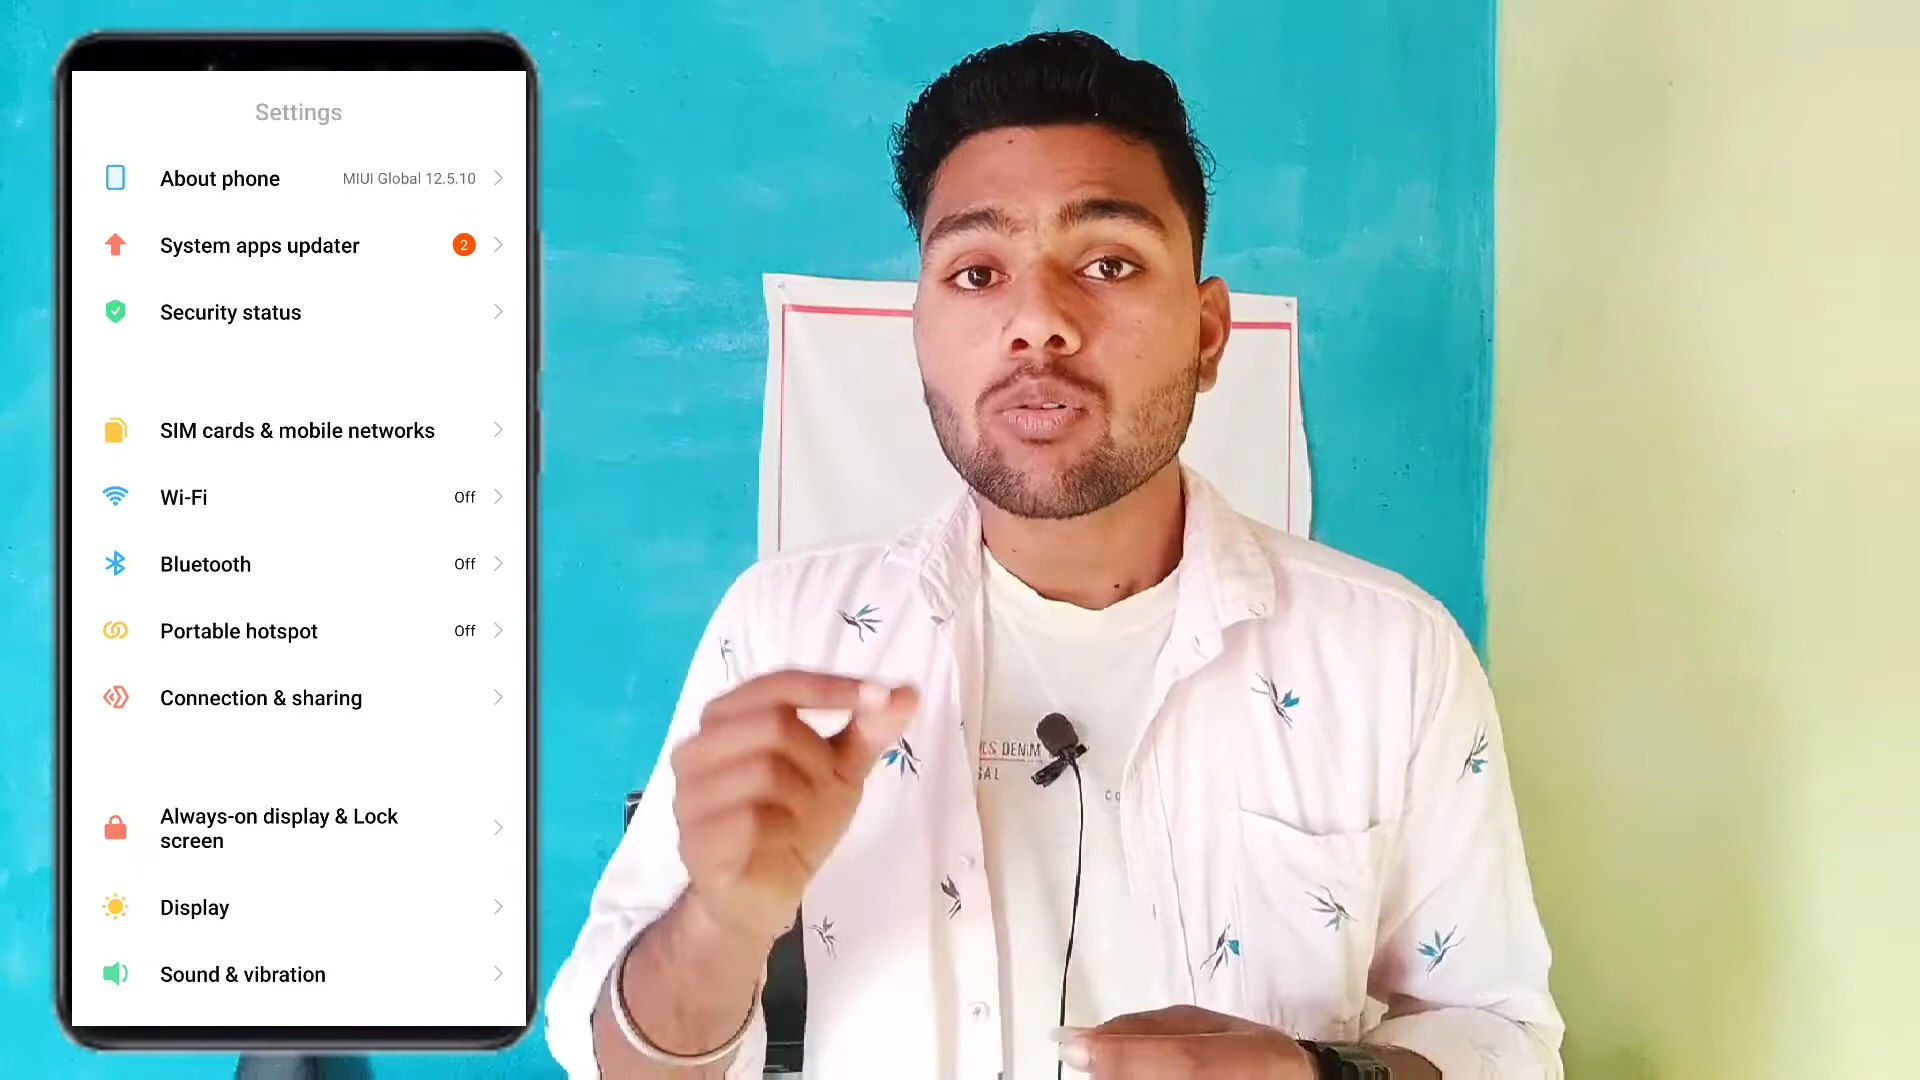 Settings
About phone MIUI Global 12.5.10
System apps updater 2
Security status
SIM cards & mobile networks
Wi-Fi Off
Bluetooth Off
Portable hotspot Off
Connection & sharing
Always-on display & Lock
screen
Display
Sound & vibration
DENIM